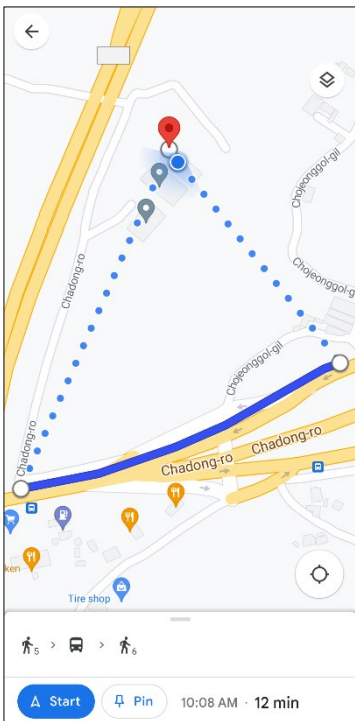 Chojeonggol-gil
Chojeonggol-g
Chadong-ro
Chojeonggol-gil
Chadong-ro
Chadong-ro
Chadong-ro
ken
Tire shop
5
6
Start
Pin
10:08 AM · 12 min